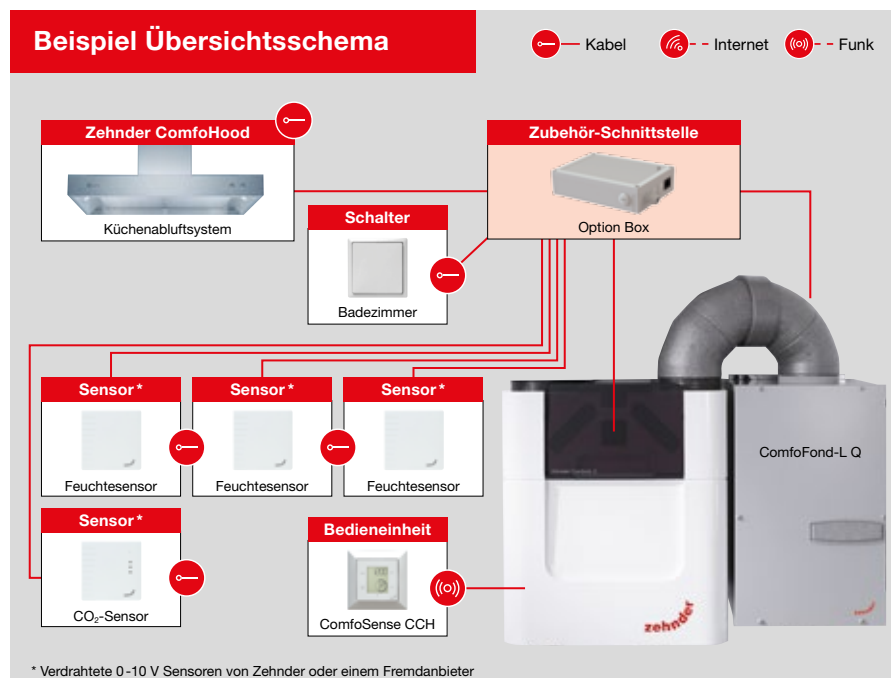 Beispiel Übersichtsschema
Kabel
Internet
Funk
Zehnder ComfoHood
Küchenabluftsystem
Zubehör-Schnittstelle
Option Box
Schalter
Badezimmer
Sensor *
Feuchtesensor
Sensor *
Feuchtesensor
Sensor *
Feuchtesensor
ComfoFond-L Q
Sensor *
CO₂-Sensor
Bedieneinheit
ComfoSense CCH
zehnder
* Verdrahtete 0-10 V Sensoren von Zehnder oder einem Fremdanbieter